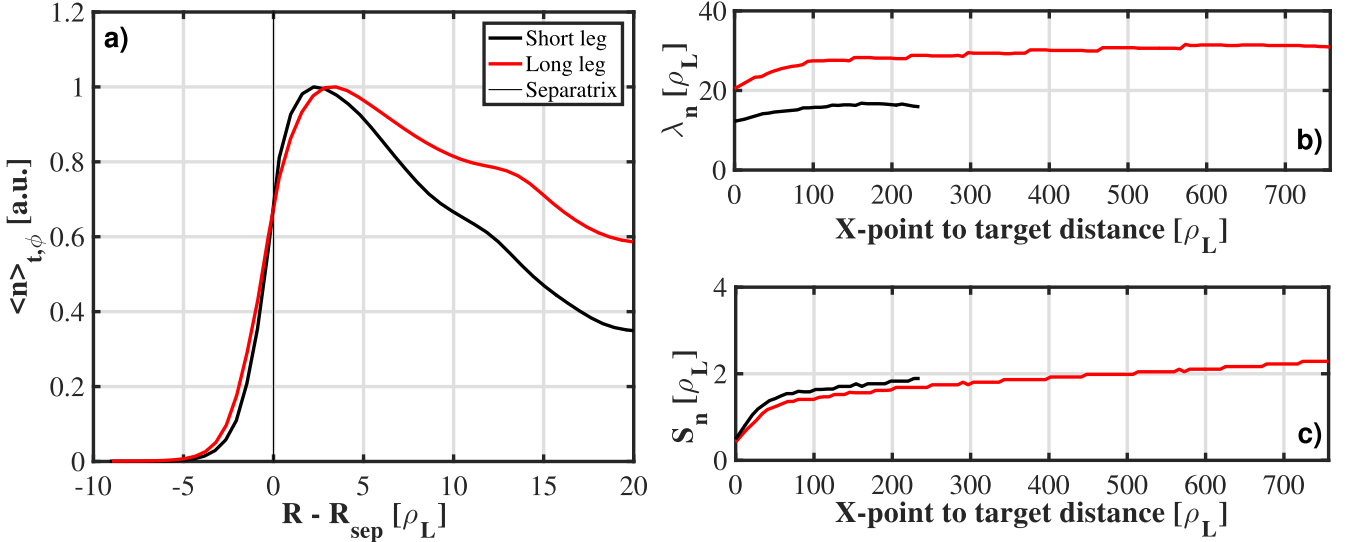 a)
1.2
1
0.8
0.6
0.4
0.2
0
<n>t,ϕ [a.u.]
Short leg
Long leg
Separatrix
-10 -5 0 5 10 15 20
R - Rsep [ρL]
b)
40
20
0
λn [ρL]
0 100 200 300 400 500 600 700
X-point to target distance [ρL]
c)
4
2
0
Sn [ρL]
0 100 200 300 400 500 600 700
X-point to target distance [ρL]